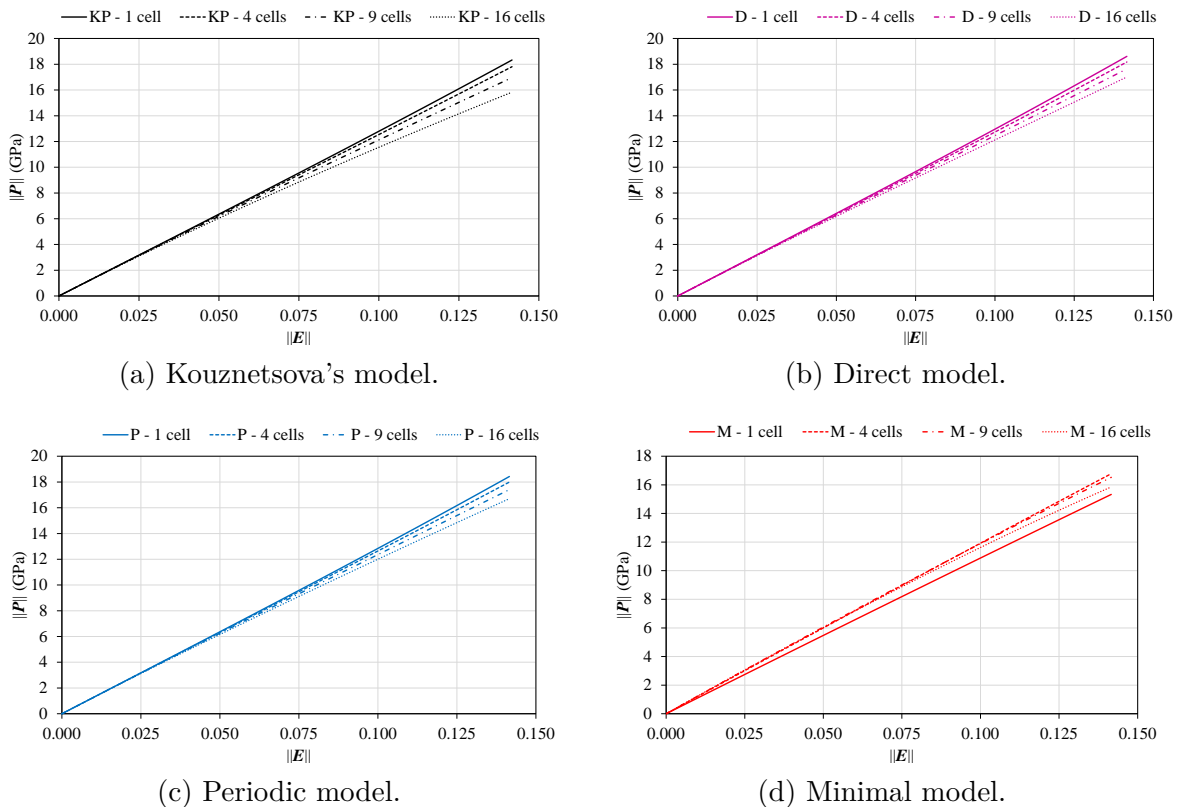 KP - 1 cell KP - 4 cells KP - 9 cells KP - 16 cells
20
18
16
14
12
10
8
6
4
2
0
||P|| (GPa)
0.000 0.025 0.050 0.075 0.100 0.125 0.150
||E||
(a) Kouznetsova's model.
D - 1 cell D - 4 cells D - 9 cells D - 16 cells
20
18
16
14
12
10
8
6
4
2
0
||P|| (GPa)
0.000 0.025 0.050 0.075 0.100 0.125 0.150
||E||
(b) Direct model.
P - 1 cell P - 4 cells P - 9 cells P - 16 cells
20
18
16
14
12
10
8
6
4
2
0
||P|| (GPa)
0.000 0.025 0.050 0.075 0.100 0.125 0.150
||E||
(c) Periodic model.
M - 1 cell M - 4 cells M - 9 cells M - 16 cells
18
16
14
12
10
8
6
4
2
0
||P|| (GPa)
0.000 0.025 0.050 0.075 0.100 0.125 0.150
||E||
(d) Minimal model.